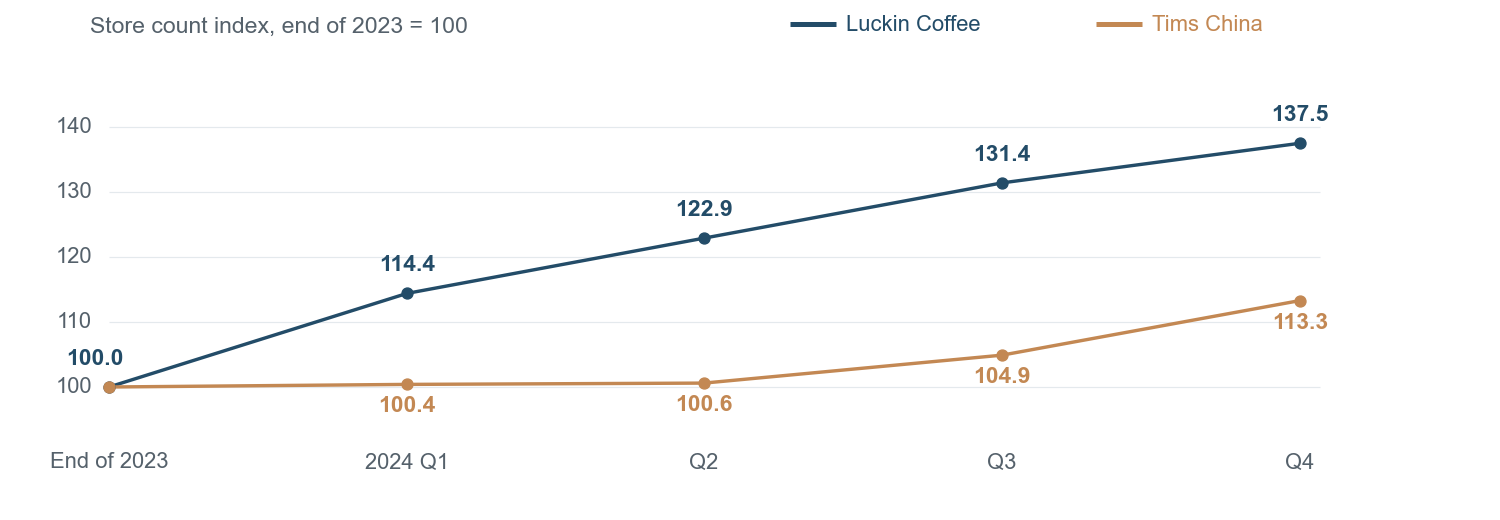 Store count index, end of 2023 = 100
Luckin Coffee
Tims China
140
130
120
110
100
100.0
114.4
122.9
131.4
137.5
100.4
100.6
104.9
113.3
End of 2023
2024 Q1
Q2
Q3
Q4